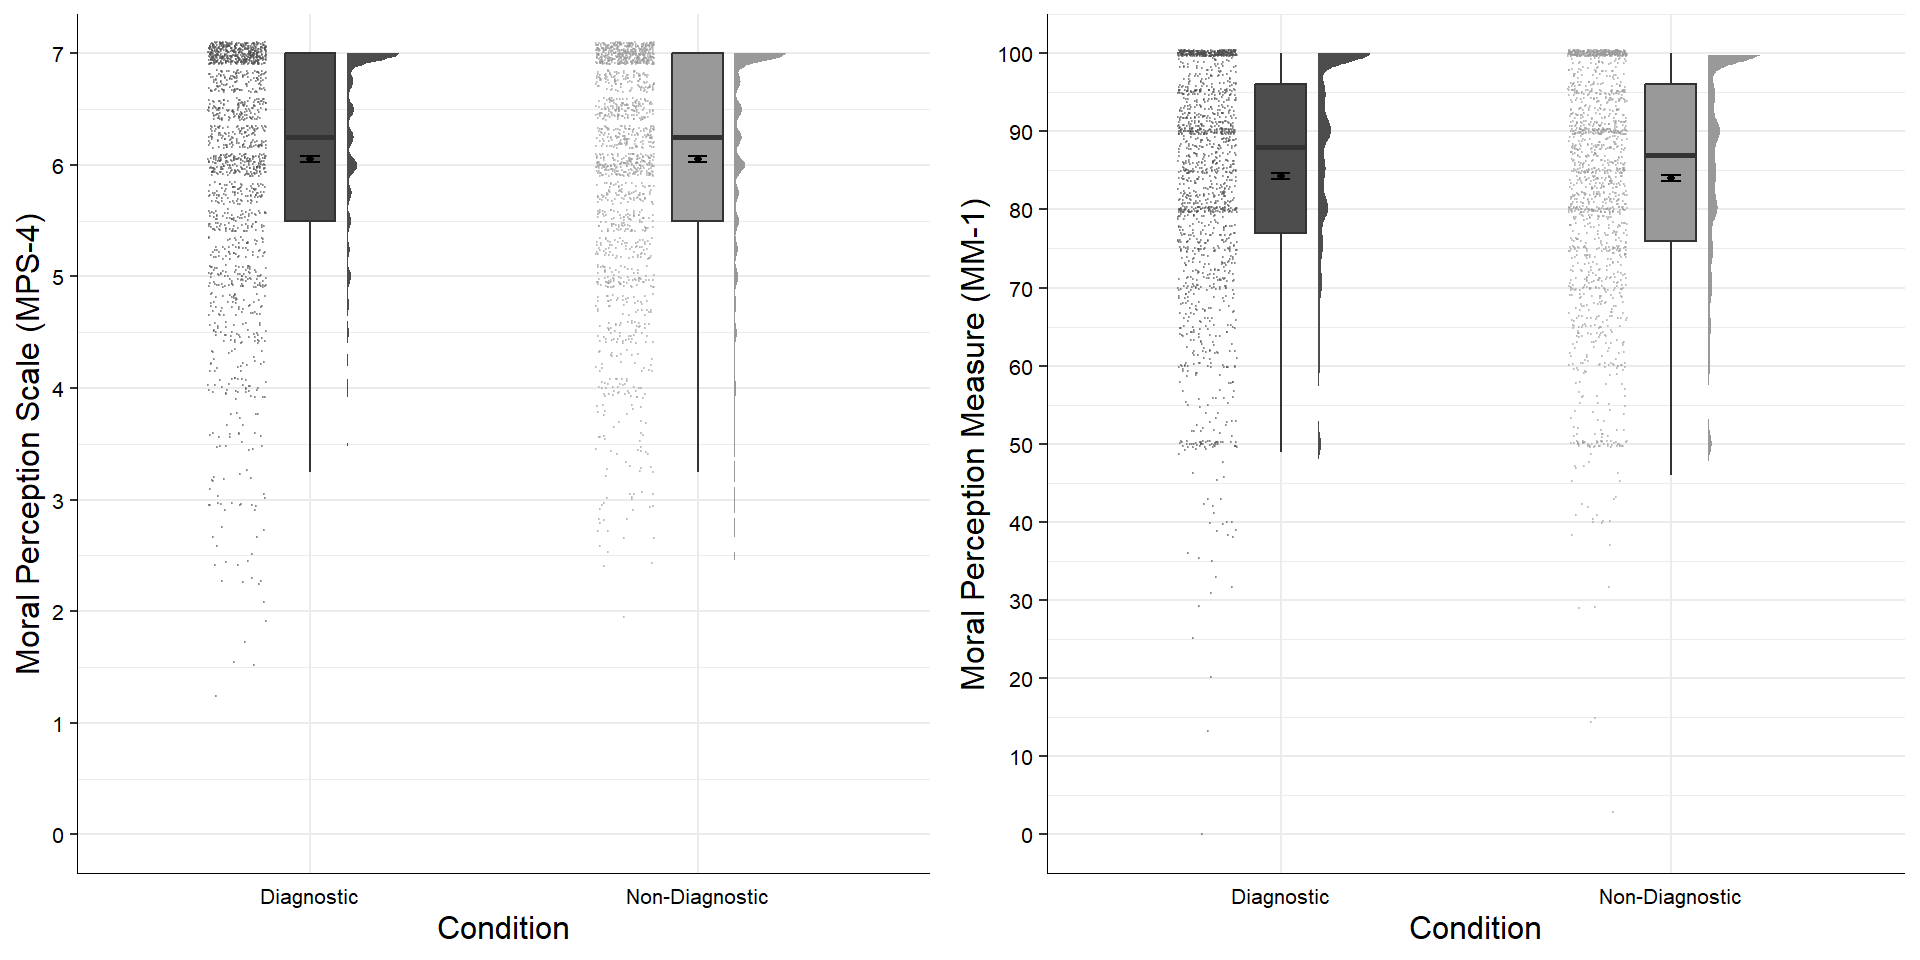 Moral Perception Scale (MPS-4)
7
6
5
4
3
2
1
0
Diagnostic
Non-Diagnostic
Condition
Moral Perception Measure (MM-1)
100
90
80
70
60
50
40
30
20
10
0
Diagnostic
Non-Diagnostic
Condition